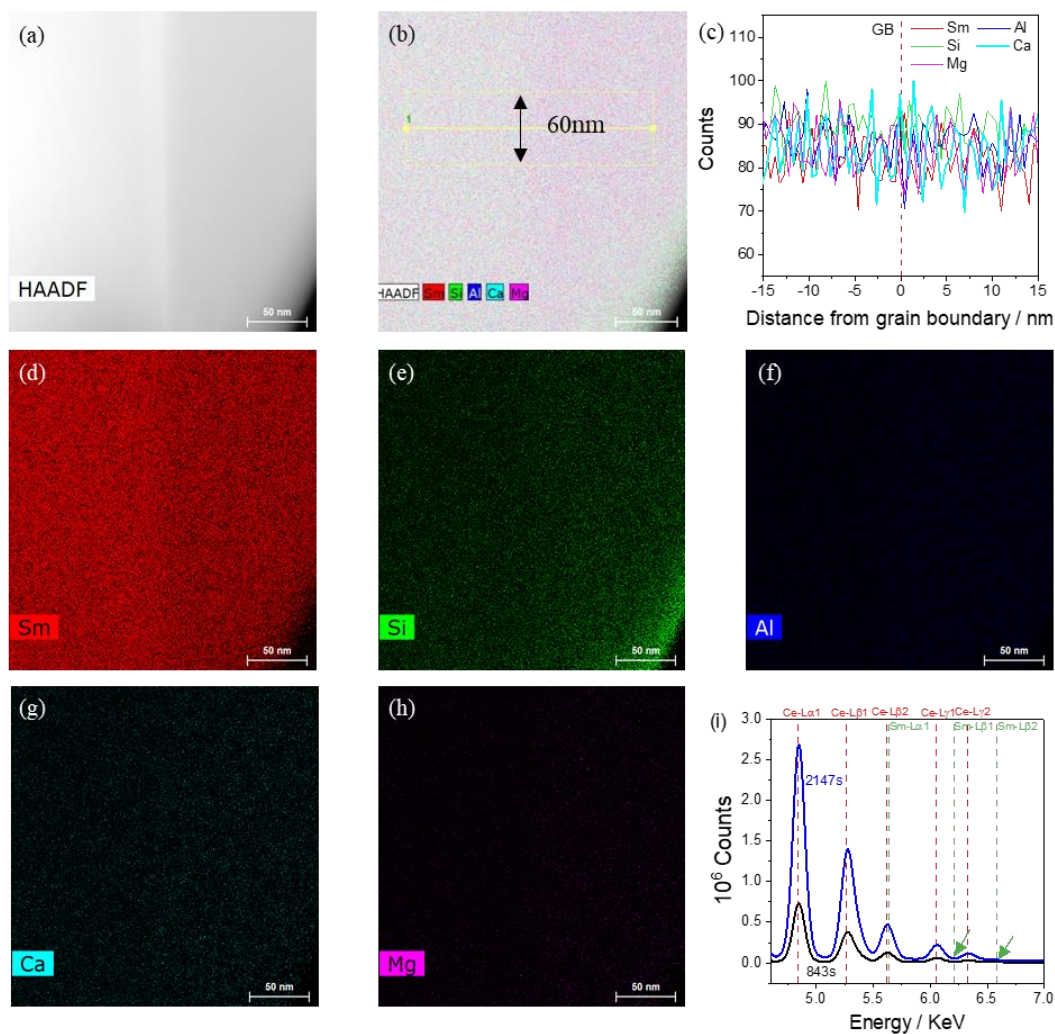 (a)
HAADF
50 nm
(b)
1
60nm
HAADF Sm Si Al Ca Mg
50 nm
(c)
GB
Sm
Al
Si
Ca
Mg
Counts
110
100
90
80
70
60
-15 -10 -5 0 5 10 15
Distance from grain boundary / nm
(d)
Sm
50 nm
(e)
Si
50 nm
(f)
Al
50 nm
(g)
Ca
50 nm
(h)
Mg
50 nm
(i)
Ce-Lα1 Ce-Lβ1 Ce-Lβ2 Ce-Lγ1 Ce-Lγ2
Sm-Lα1 Sm-Lβ1 Sm-Lβ2
2147s
843s
10⁶ Counts
3.0
2.5
2.0
1.5
1.0
0.5
0.0
5.0 5.5 6.0 6.5 7.0
Energy / KeV